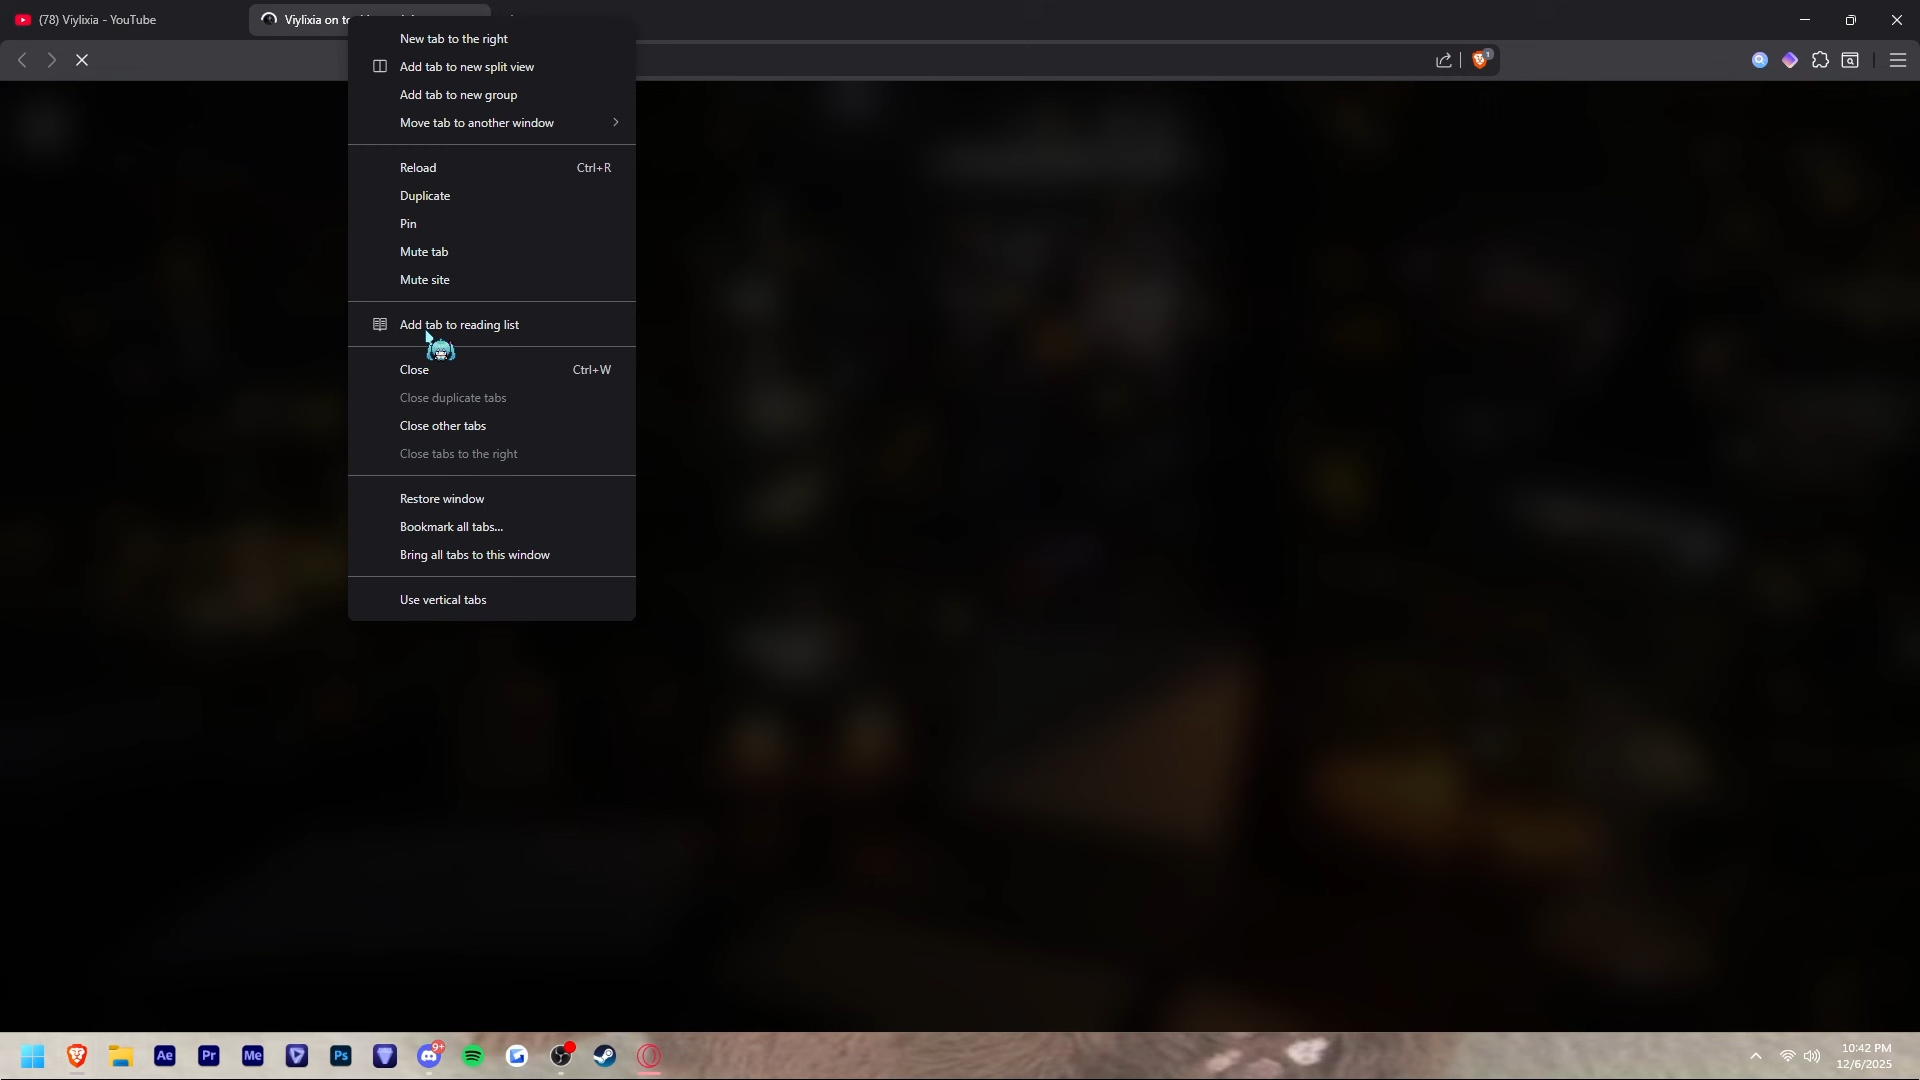 (78) Viylixia - YouTube
Viylixia on
New tab to the right
Add tab to new split view
Add tab to new group
Move tab to another window
Reload Ctrl+R
Duplicate
Pin
Mute tab
Mute site
Add tab to reading list
Close Ctrl+W
Close duplicate tabs
Close other tabs
Close tabs to the right
Restore window
Bookmark all tabs...
Bring all tabs to this window
Use vertical tabs
1
Ae
Pr
Me
Ps
9+
10:42 PM
12/6/2025